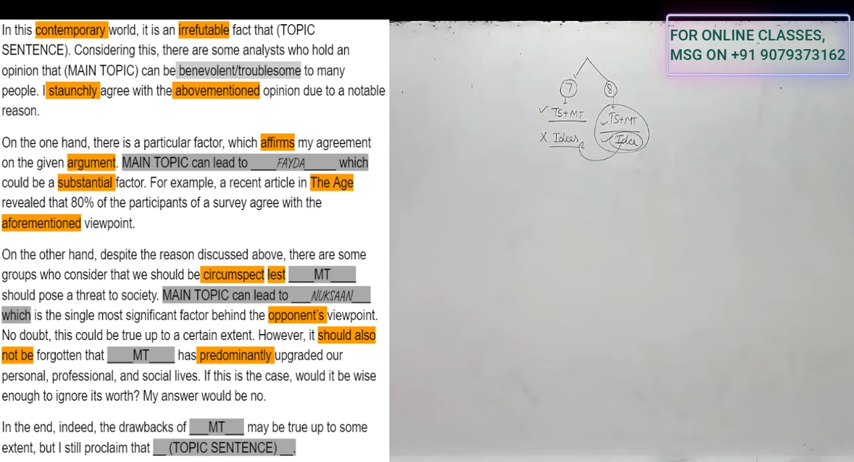 In this contemporary world, it is an irrefutable fact that (TOPIC
SENTENCE). Considering this, there are some analysts who hold an
opinion that (MAIN TOPIC) can be benevolent/troublesome to many
people. I staunchly agree with the abovementioned opinion due to a notable
reason.
On the one hand, there is a particular factor, which affirms my agreement
on the given argument. MAIN TOPIC can lead to ____FAYDA____ which
could be a substantial factor. For example, a recent article in The Age
revealed that 80% of the participants of a survey agree with the
aforementioned viewpoint.
On the other hand, despite the reason discussed above, there are some
groups who consider that we should be circumspect lest ____MT____
should pose a threat to society. MAIN TOPIC can lead to ___NUKSAAN___
which is the single most significant factor behind the opponent's viewpoint.
No doubt, this could be true up to a certain extent. However, it should also
not be forgotten that ____MT____ has predominantly upgraded our
personal, professional, and social lives. If this is the case, would it be wise
enough to ignore its worth? My answer would be no.
In the end, indeed, the drawbacks of ___MT___ may be true up to some
extent, but I still proclaim that __(TOPIC SENTENCE)__.
FOR ONLINE CLASSES,
MSG ON +91 9079373162
7 8
✓ TS+MT
✓ TS+MT
X Ideas
✓ Idea